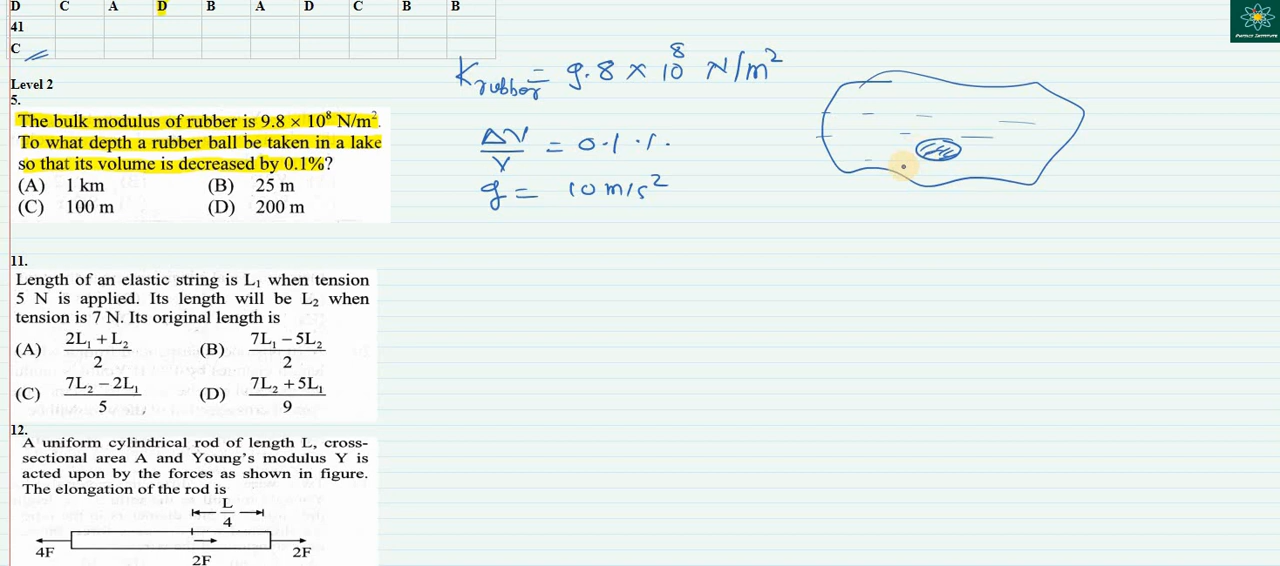 D C A D B A D C B B
41
C
Level 2
5.
The bulk modulus of rubber is 9.8 × 10⁸ N/m².
To what depth a rubber ball be taken in a lake
so that its volume is decreased by 0.1%?
(A) 1 km (B) 25 m
(C) 100 m (D) 200 m
K rubber = 9.8 × 10⁸ N/m²
ΔV/V = 0.1 %.
g = 10 m/s²
11.
Length of an elastic string is L₁ when tension
5 N is applied. Its length will be L₂ when
tension is 7 N. Its original length is
(A) (2L₁ + L₂)/2 (B) (7L₁ − 5L₂)/2
(C) (7L₂ − 2L₁)/5 (D) (7L₂ + 5L₁)/9
12.
A uniform cylindrical rod of length L, cross-
sectional area A and Young's modulus Y is
acted upon by the forces as shown in figure.
The elongation of the rod is
L/4
4F 2F 2F